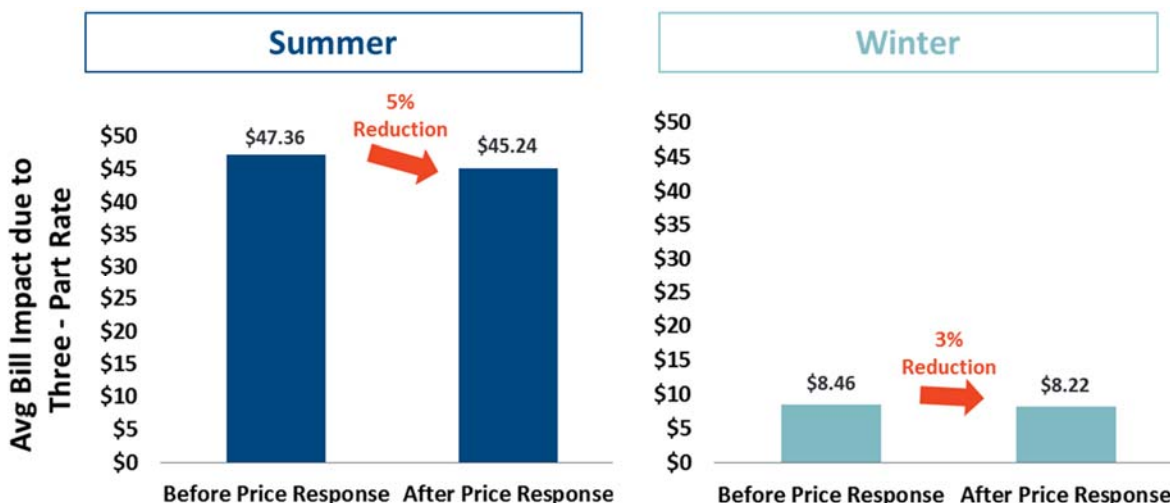 Summer
Avg Bill Impact due to
Three - Part Rate
$50
$45
$40
$35
$30
$25
$20
$15
$10
$5
$0
$47.36
5%
Reduction
$45.24
Before Price Response
After Price Response
Winter
$50
$45
$40
$35
$30
$25
$20
$15
$10
$5
$0
$8.46
3%
Reduction
$8.22
Before Price Response
After Price Response